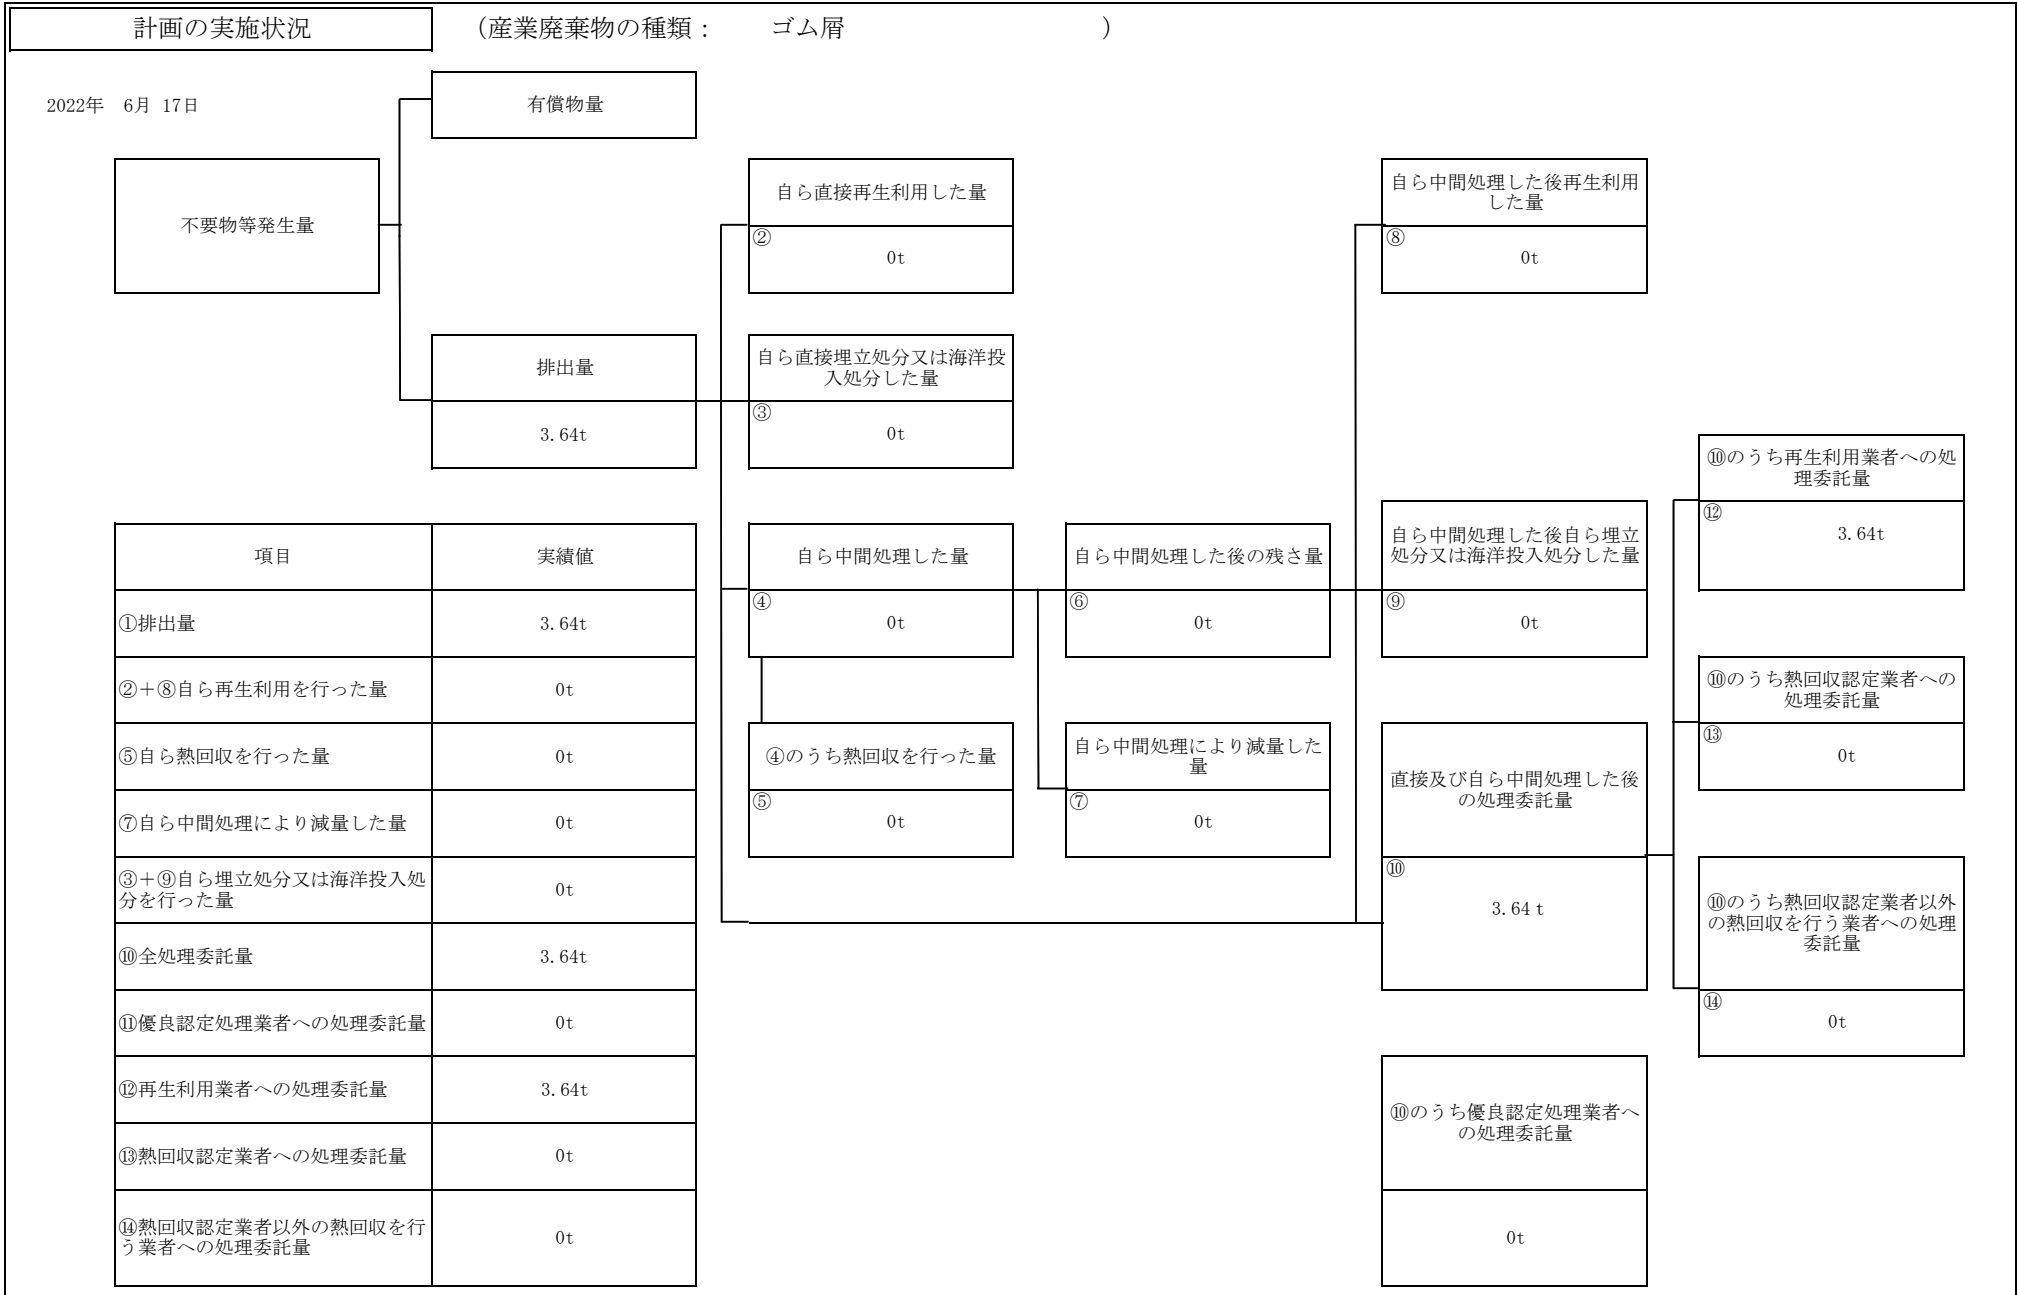 計画の実施状況
（産業廃棄物の種類： ゴム屑 ）
2022年 6月 17日
有償物量
不要物等発生量
自ら直接再生利用した量
②
0t
自ら中間処理した後再生利用
した量
⑧
0t
排出量
3.64t
自ら直接埋立処分又は海洋投
入処分した量
③
0t
⑩のうち再生利用業者への処
理委託量
⑫
3.64t
自ら中間処理した量
④
0t
自ら中間処理した後の残さ量
⑥
0t
自ら中間処理した後自ら埋立
処分又は海洋投入処分した量
⑨
0t
⑩のうち熱回収認定業者への
処理委託量
⑬
0t
④のうち熱回収を行った量
⑤
0t
自ら中間処理により減量した
量
⑦
0t
直接及び自ら中間処理した後
の処理委託量
⑩
3.64 t
⑩のうち熱回収認定業者以外
の熱回収を行う業者への処理
委託量
⑭
0t
⑩のうち優良認定処理業者へ
の処理委託量
0t
項目 実績値
①排出量 3.64t
②＋⑧自ら再生利用を行った量 0t
⑤自ら熱回収を行った量 0t
⑦自ら中間処理により減量した量 0t
③＋⑨自ら埋立処分又は海洋投入処
分を行った量 0t
⑩全処理委託量 3.64t
⑪優良認定処理業者への処理委託量 0t
⑫再生利用業者への処理委託量 3.64t
⑬熱回収認定業者への処理委託量 0t
⑭熱回収認定業者以外の熱回収を行
う業者への処理委託量 0t